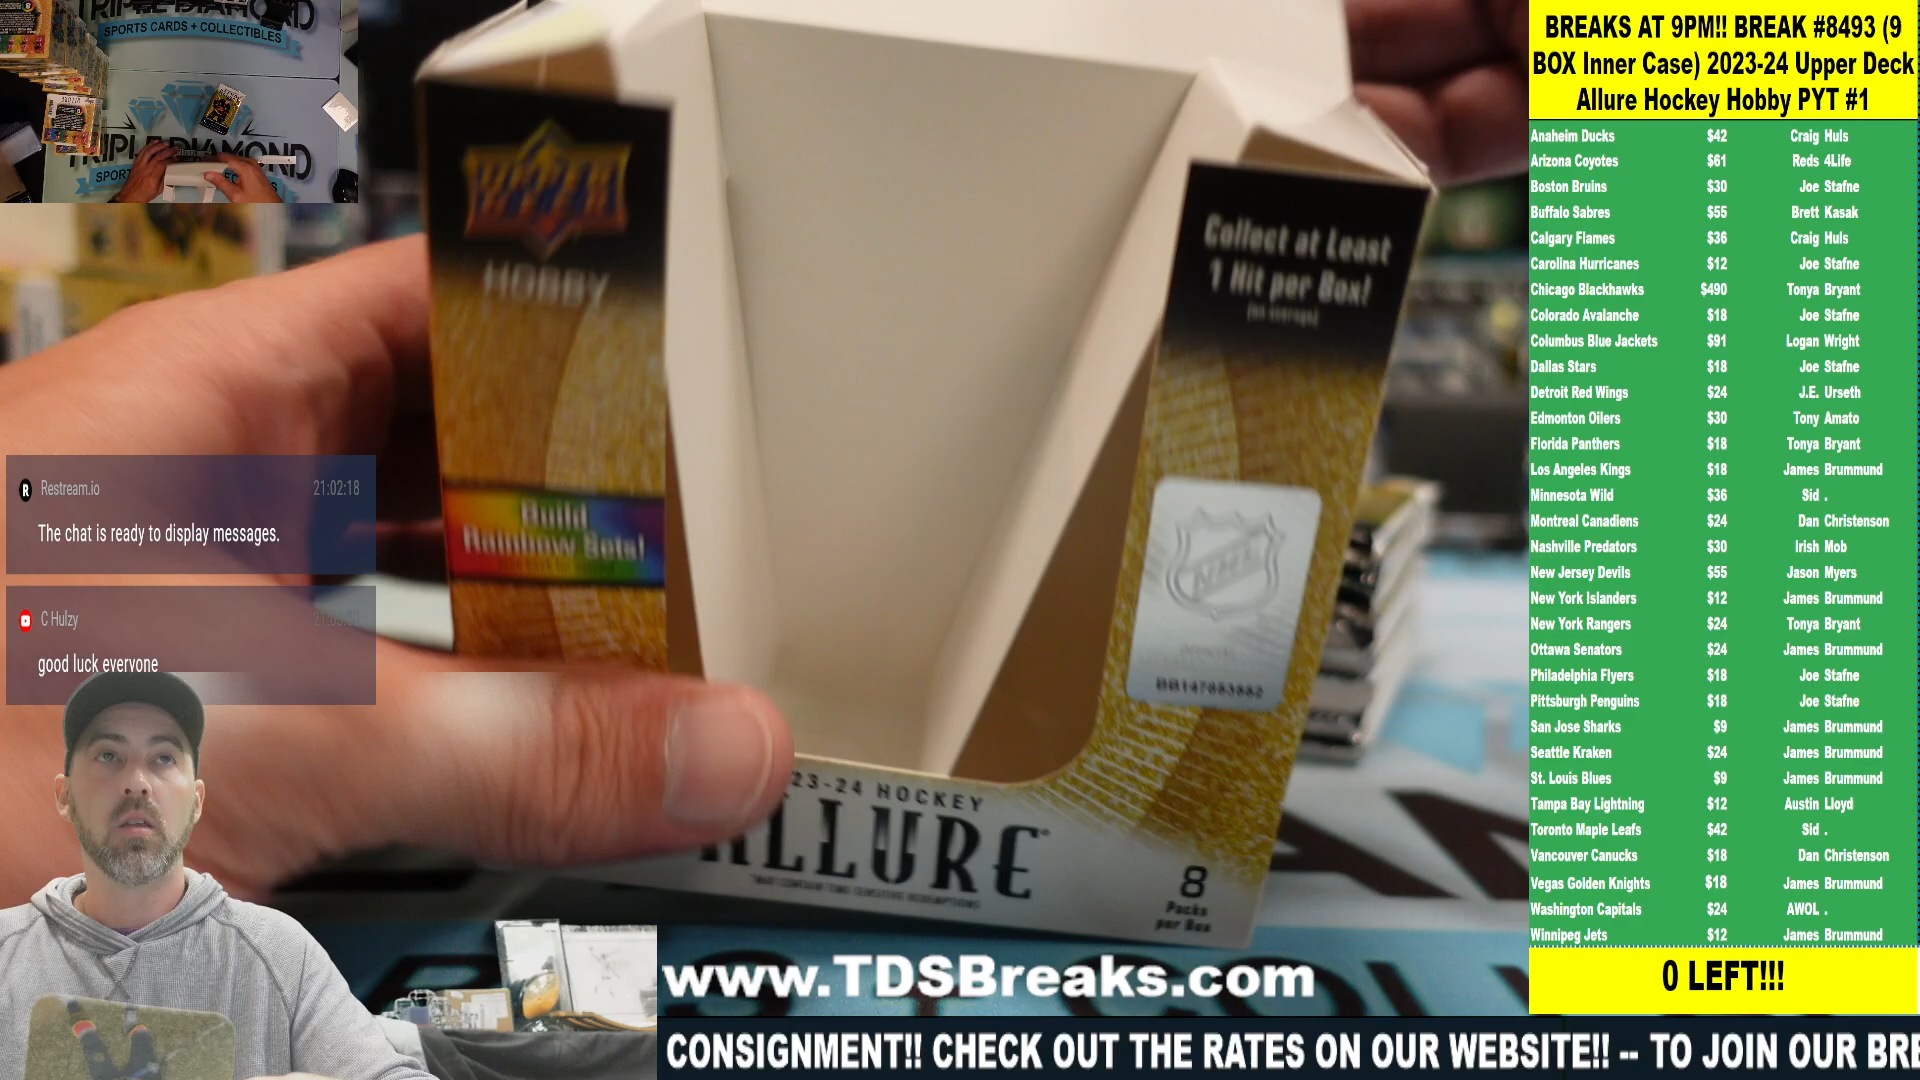 TRIPLE DIAMOND
SPORTS CARDS + COLLECTIBLES
TRIPLE DIAMOND
UPPER DECK
HOBBY
Build
Rainbow Sets!
Collect at Least
1 Hit per Box!
(on average)
NHL
23-24 HOCKEY
ALLURE
8
Packs
per Box
Restream.io 21:02:18
The chat is ready to display messages.
C Hulzy
good luck everyone
BREAKS AT 9PM!! BREAK #8493 (9
BOX Inner Case) 2023-24 Upper Deck
Allure Hockey Hobby PYT #1
Anaheim Ducks $42 Craig Huls
Arizona Coyotes $61 Reds 4Life
Boston Bruins $30 Joe Stafne
Buffalo Sabres $55 Brett Kasak
Calgary Flames $36 Craig Huls
Carolina Hurricanes $12 Joe Stafne
Chicago Blackhawks $490 Tonya Bryant
Colorado Avalanche $18 Joe Stafne
Columbus Blue Jackets $91 Logan Wright
Dallas Stars $18 Joe Stafne
Detroit Red Wings $24 J.E. Urseth
Edmonton Oilers $30 Tony Amato
Florida Panthers $18 Tonya Bryant
Los Angeles Kings $18 James Brummund
Minnesota Wild $36 Sid .
Montreal Canadiens $24 Dan Christenson
Nashville Predators $30 Irish Mob
New Jersey Devils $55 Jason Myers
New York Islanders $12 James Brummund
New York Rangers $24 Tonya Bryant
Ottawa Senators $24 James Brummund
Philadelphia Flyers $18 Joe Stafne
Pittsburgh Penguins $18 Joe Stafne
San Jose Sharks $9 James Brummund
Seattle Kraken $24 James Brummund
St. Louis Blues $9 James Brummund
Tampa Bay Lightning $12 Austin Lloyd
Toronto Maple Leafs $42 Sid .
Vancouver Canucks $18 Dan Christenson
Vegas Golden Knights $18 James Brummund
Washington Capitals $24 AWOL .
Winnipeg Jets $12 James Brummund
0 LEFT!!!
www.TDSBreaks.com
CONSIGNMENT!! CHECK OUT THE RATES ON OUR WEBSITE!! -- TO JOIN OUR BRE